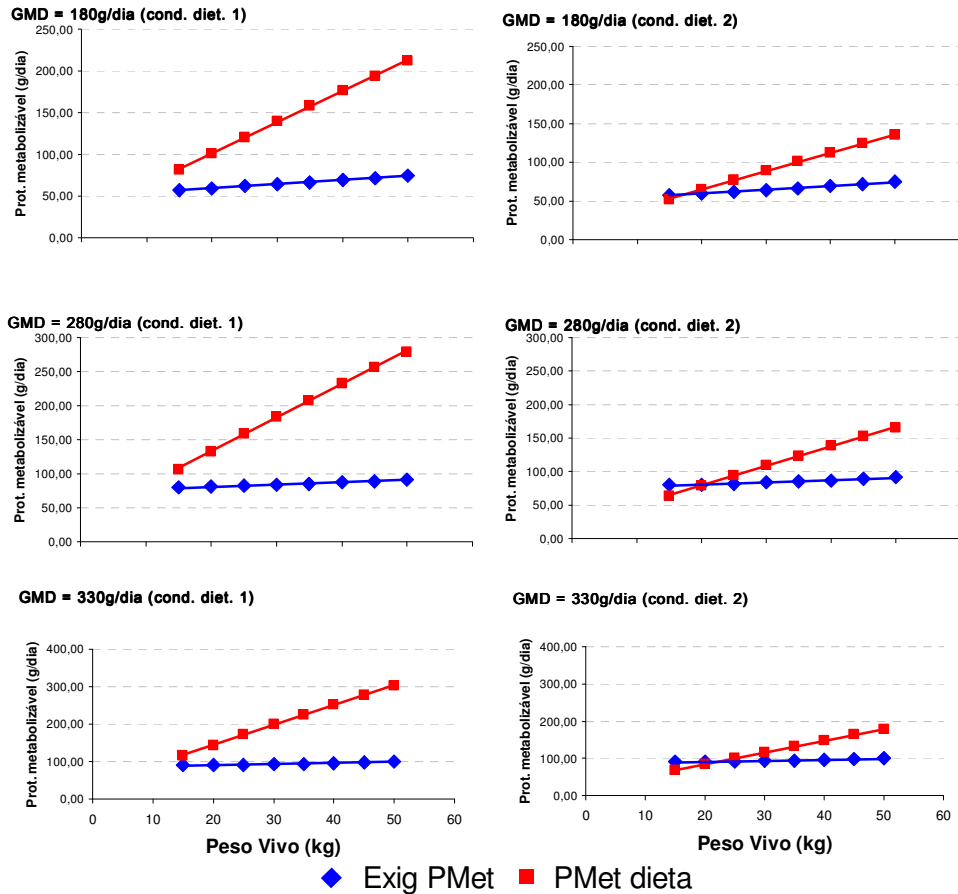 GMD = 180g/dia (cond. diet. 1)
Prot. metabolizável (g/dia)
250,00
200,00
150,00
100,00
50,00
0,00
GMD = 180g/dia (cond. diet. 2)
Prot. metabolizável (g/dia)
250,00
200,00
150,00
100,00
50,00
0,00
GMD = 280g/dia (cond. diet. 1)
Prot. metabolizável (g/dia)
300,00
250,00
200,00
150,00
100,00
50,00
0,00
GMD = 280g/dia (cond. diet. 2)
Prot. metabolizável (g/dia)
300,00
250,00
200,00
150,00
100,00
50,00
0,00
GMD = 330g/dia (cond. diet. 1)
Prot. metabolizável (g/dia)
400,00
300,00
200,00
100,00
0,00
0 10 20 30 40 50 60
Peso Vivo (kg)
GMD = 330g/dia (cond. diet. 2)
Prot. metabolizável (g/dia)
400,00
300,00
200,00
100,00
0,00
0 10 20 30 40 50 60
Peso Vivo (kg)
Exig PMet PMet dieta